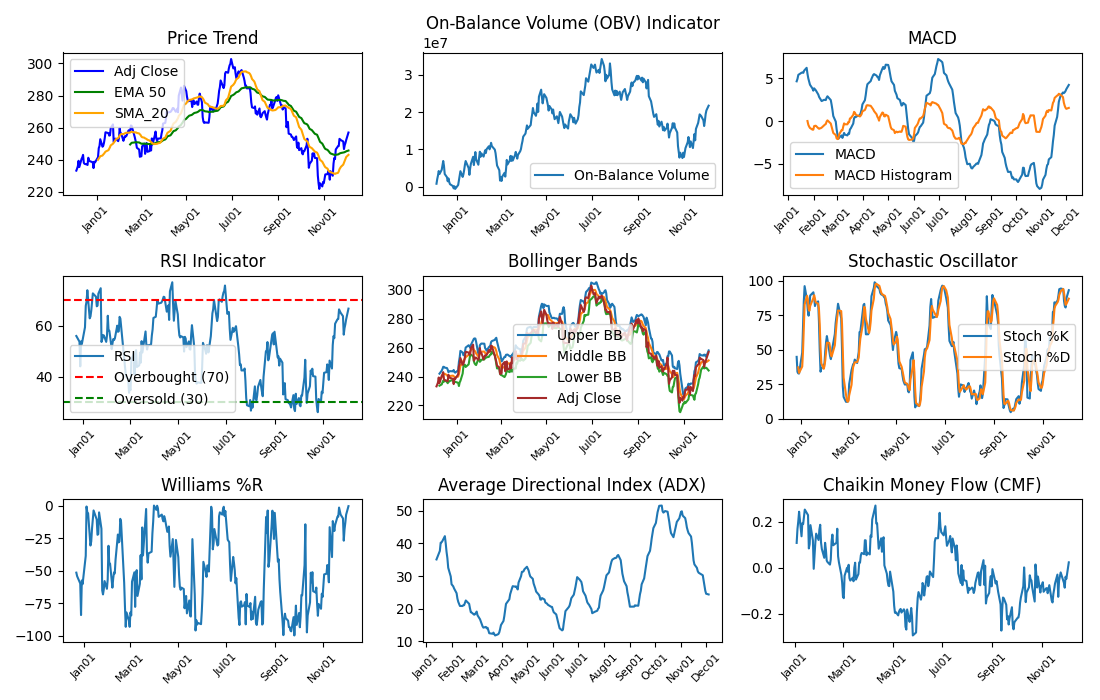 Price Trend
300
280
260
240
220
Adj Close
EMA 50
SMA_20
Jan01
Mar01
May01
Jul01
Sep01
Nov01
On-Balance Volume (OBV) Indicator
1e7
3
2
1
0
On-Balance Volume
Jan01
Mar01
May01
Jul01
Sep01
Nov01
MACD
5
0
−5
MACD
MACD Histogram
Jan01
Feb01
Mar01
Apr01
May01
Jun01
Jul01
Aug01
Sep01
Oct01
Nov01
Dec01
RSI Indicator
60
40
RSI
Overbought (70)
Oversold (30)
Jan01
Mar01
May01
Jul01
Sep01
Nov01
Bollinger Bands
300
280
260
240
220
Upper BB
Middle BB
Lower BB
Adj Close
Jan01
Mar01
May01
Jul01
Sep01
Nov01
Stochastic Oscillator
100
75
50
25
0
Stoch %K
Stoch %D
Jan01
Mar01
May01
Jul01
Sep01
Nov01
Williams %R
0
−25
−50
−75
−100
Jan01
Mar01
May01
Jul01
Sep01
Nov01
Average Directional Index (ADX)
50
40
30
20
10
Jan01
Feb01
Mar01
Apr01
May01
Jun01
Jul01
Aug01
Sep01
Oct01
Nov01
Dec01
Chaikin Money Flow (CMF)
0.2
0.0
−0.2
Jan01
Mar01
May01
Jul01
Sep01
Nov01